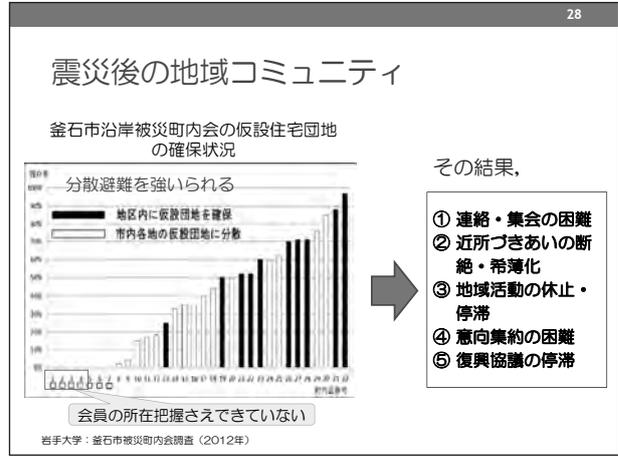 28
震災後の地域コミュニティ
釜石市沿岸被災町内会の仮設住宅団地
の確保状況
分散避難を強いられる
地区内に仮設団地を確保
市内各地の仮設団地に分散
会員の所在把握さえできていない
岩手大学：釜石市被災町内会調査（2012年）
その結果，
① 連絡・集会の困難
② 近所づきあいの断
絶・希薄化
③ 地域活動の休止・
停滞
④ 意向集約の困難
⑤ 復興協議の停滞